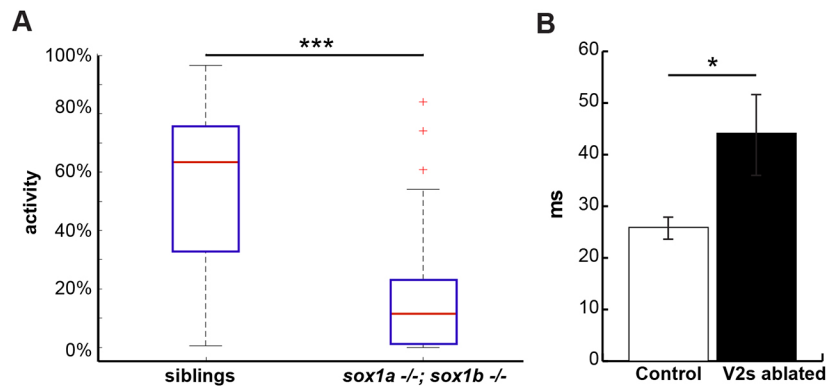 A
***
100%
80%
60%
40%
20%
0%
activity
siblings
sox1a -/-; sox1b -/-
B
*
60
50
40
30
20
10
0
ms
Control
V2s ablated